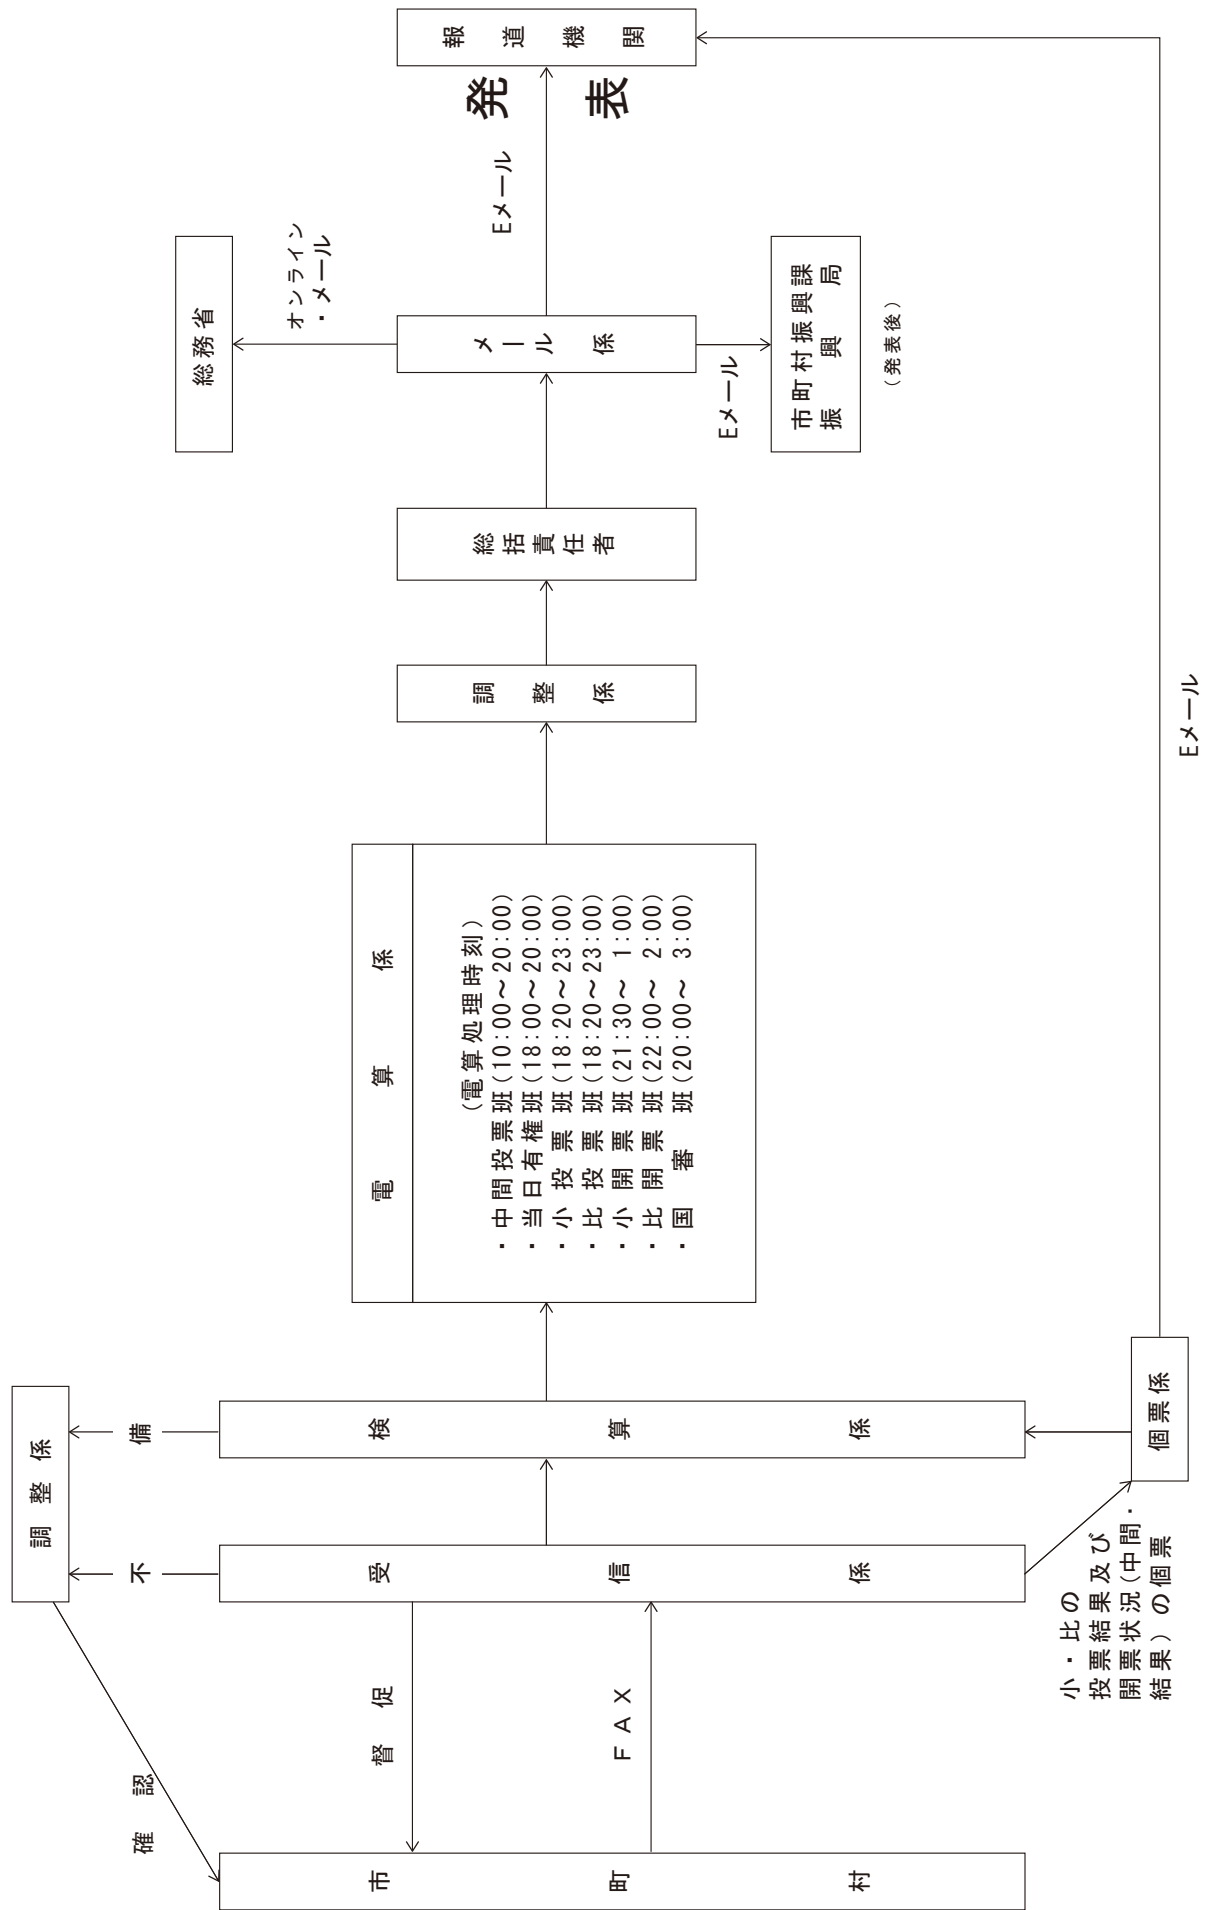 市町村
確認
督促
ＦＡＸ
調整係
不備
受信係
検算係
小・比の
投票結果及び
開票状況(中間・
結果)の個票
個票係
電算係
(電算処理時刻)
・中間投票班(10:00～20:00)
・当日有権班(18:00～20:00)
・小投票班(18:20～23:00)
・比投票班(18:20～23:00)
・小開票班(21:30～ 1:00)
・比開票班(22:00～ 2:00)
・国審班(20:00～ 3:00)
調整係
総括責任者
メール係
オンライン
・メール
総務省
Eメール
市町村振興課
振興局
(発表後)
Eメール
発表
報道機関
Eメール